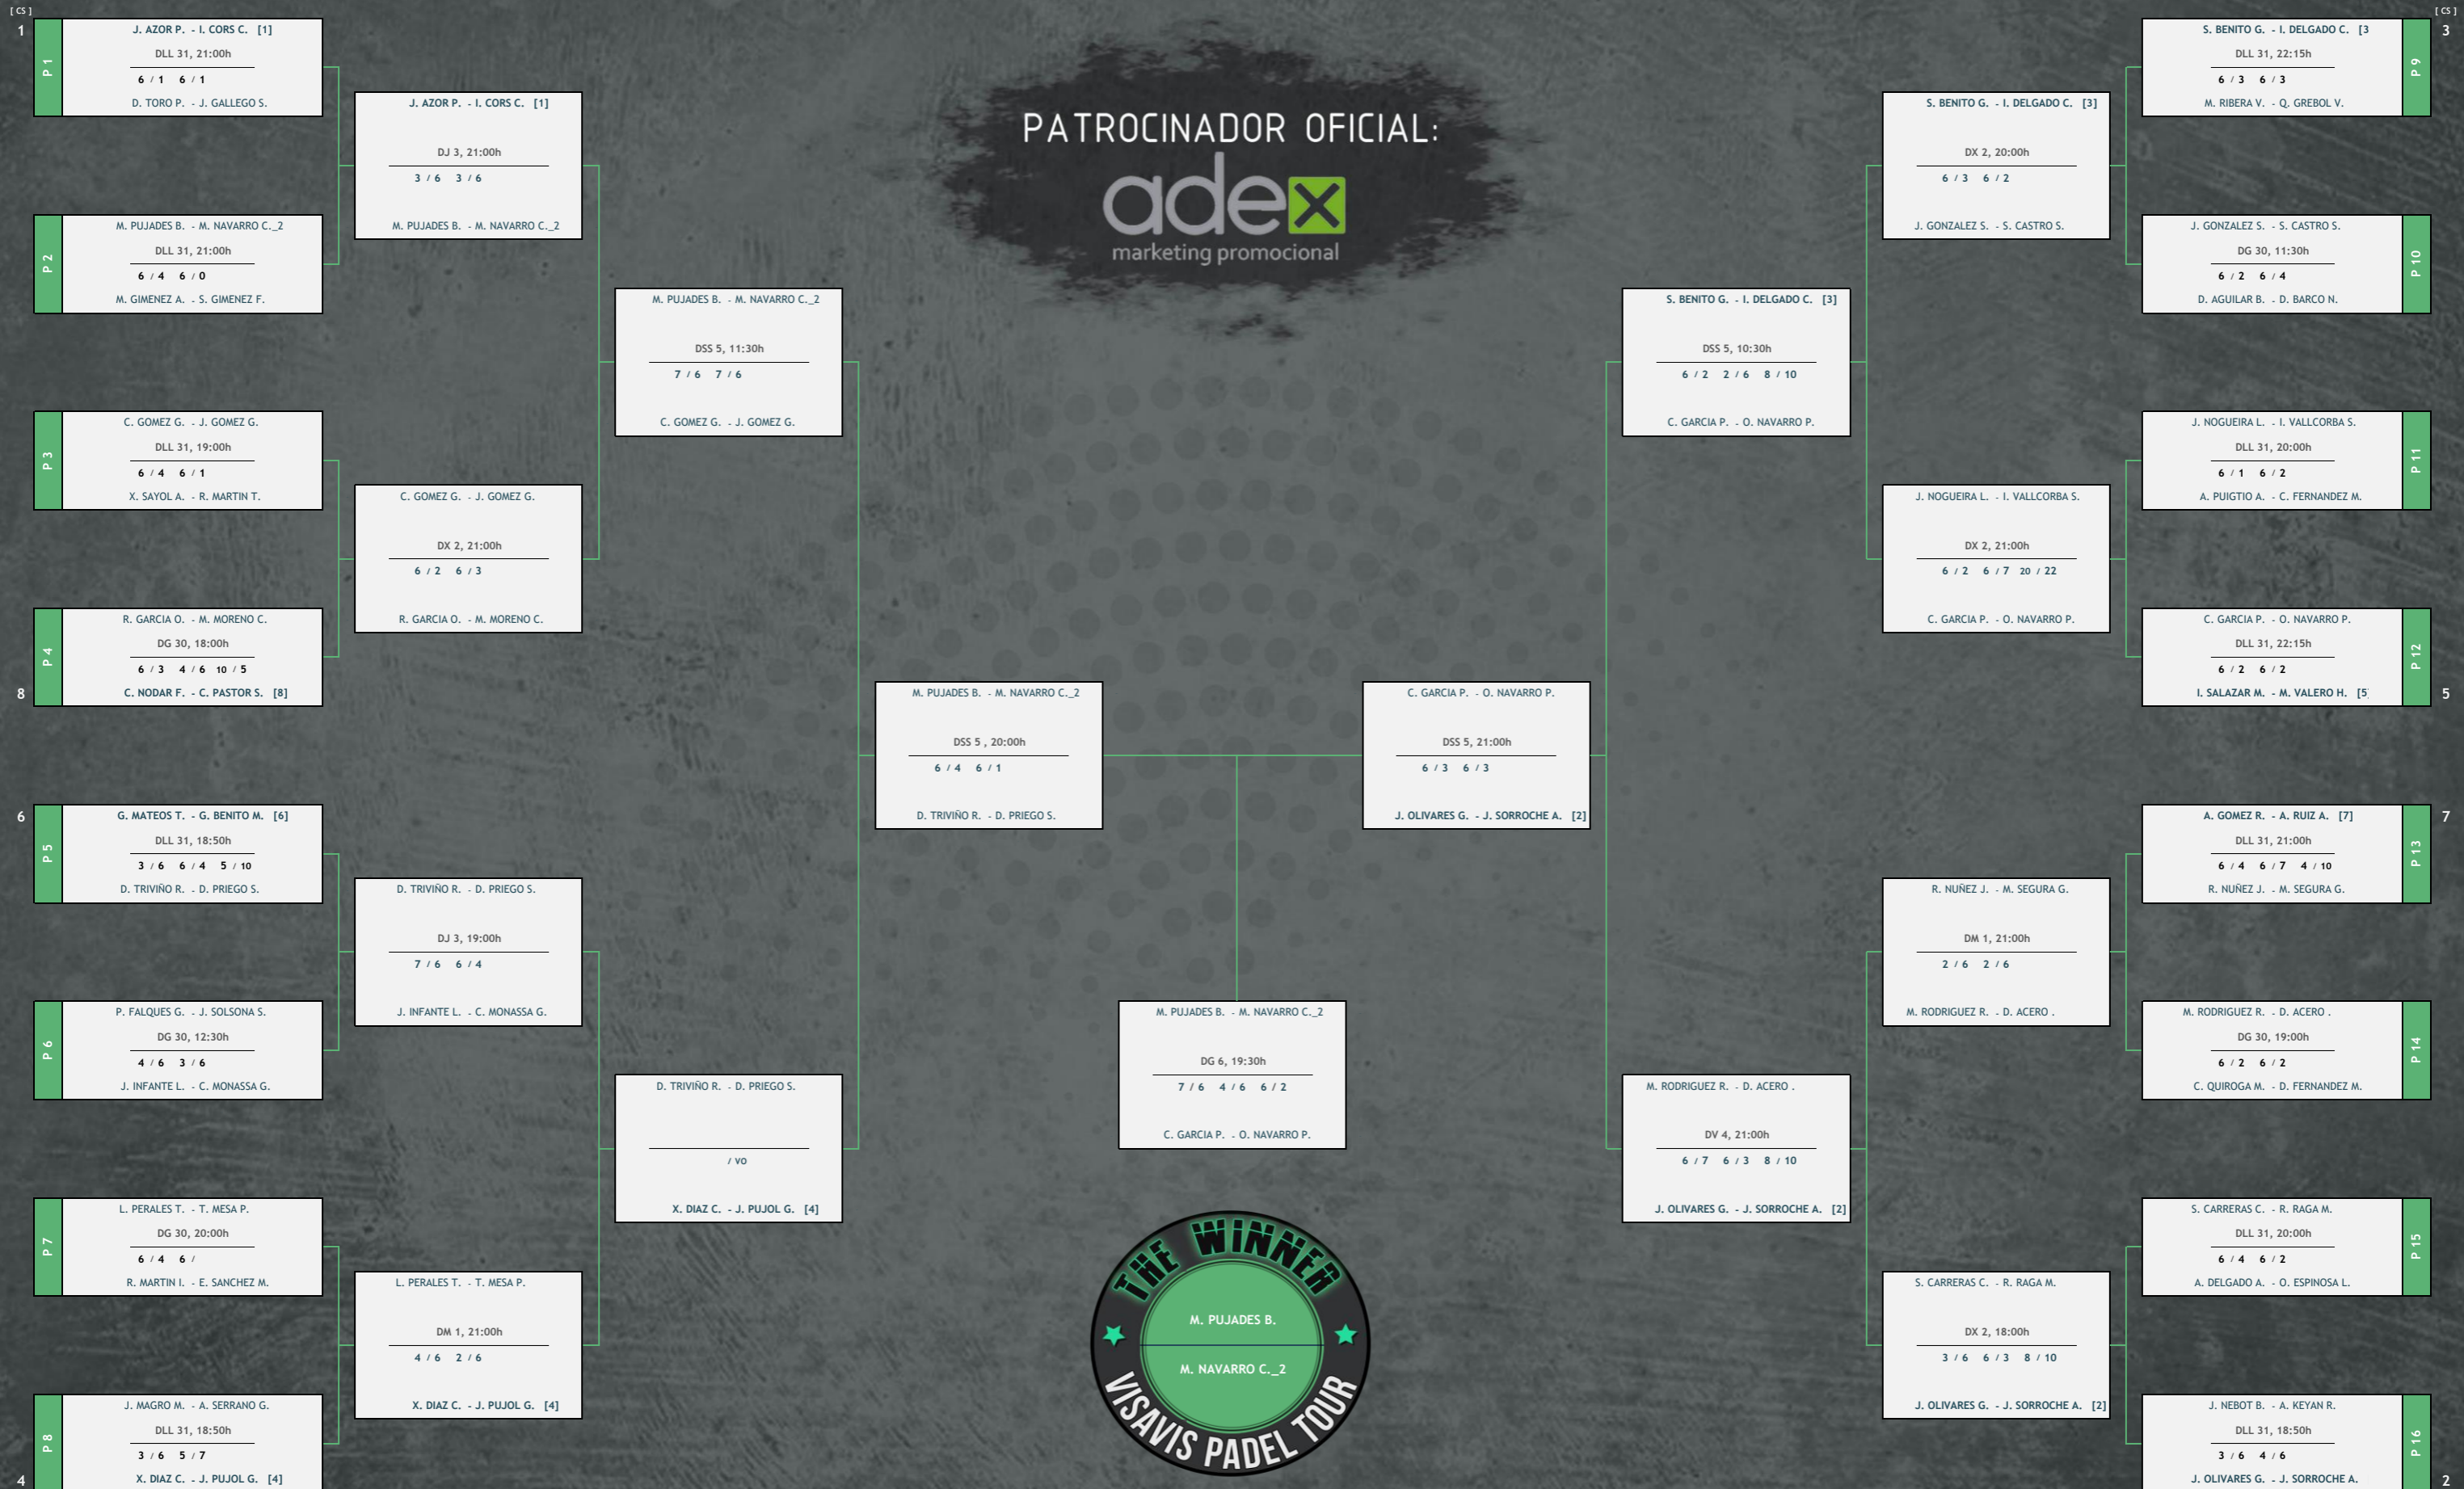 [ CS ]
1
P 1
J. AZOR P. - I. CORS C. [1]
DLL 31, 21:00h
6 / 1 6 / 1
D. TORO P. - J. GALLEGO S.
P 2
M. PUJADES B. - M. NAVARRO C._2
DLL 31, 21:00h
6 / 4 6 / 0
M. GIMENEZ A. - S. GIMENEZ F.
P 3
C. GOMEZ G. - J. GOMEZ G.
DLL 31, 19:00h
6 / 4 6 / 1
X. SAYOL A. - R. MARTIN T.
P 4
R. GARCIA O. - M. MORENO C.
DG 30, 18:00h
6 / 3 4 / 6 10 / 5
C. NODAR F. - C. PASTOR S. [8]
8
6
P 5
G. MATEOS T. - G. BENITO M. [6]
DLL 31, 18:50h
3 / 6 6 / 4 5 / 10
D. TRIVIÑO R. - D. PRIEGO S.
P 6
P. FALQUES G. - J. SOLSONA S.
DG 30, 12:30h
4 / 6 3 / 6
J. INFANTE L. - C. MONASSA G.
P 7
L. PERALES T. - T. MESA P.
DG 30, 20:00h
6 / 4 6 /
R. MARTIN I. - E. SANCHEZ M.
P 8
J. MAGRO M. - A. SERRANO G.
DLL 31, 18:50h
3 / 6 5 / 7
X. DIAZ C. - J. PUJOL G. [4]
4
J. AZOR P. - I. CORS C. [1]
DJ 3, 21:00h
3 / 6 3 / 6
M. PUJADES B. - M. NAVARRO C._2
C. GOMEZ G. - J. GOMEZ G.
DX 2, 21:00h
6 / 2 6 / 3
R. GARCIA O. - M. MORENO C.
D. TRIVIÑO R. - D. PRIEGO S.
DJ 3, 19:00h
7 / 6 6 / 4
J. INFANTE L. - C. MONASSA G.
L. PERALES T. - T. MESA P.
DM 1, 21:00h
4 / 6 2 / 6
X. DIAZ C. - J. PUJOL G. [4]
M. PUJADES B. - M. NAVARRO C._2
DSS 5, 11:30h
7 / 6 7 / 6
C. GOMEZ G. - J. GOMEZ G.
D. TRIVIÑO R. - D. PRIEGO S.
/ VO
X. DIAZ C. - J. PUJOL G. [4]
M. PUJADES B. - M. NAVARRO C._2
DSS 5 , 20:00h
6 / 4 6 / 1
D. TRIVIÑO R. - D. PRIEGO S.
PATROCINADOR OFICIAL:
adex
marketing promocional
M. PUJADES B. - M. NAVARRO C._2
DG 6, 19:30h
7 / 6 4 / 6 6 / 2
C. GARCIA P. - O. NAVARRO P.
THE WINNER
M. PUJADES B.
M. NAVARRO C._2
VISAVIS PADEL TOUR
C. GARCIA P. - O. NAVARRO P.
DSS 5, 21:00h
6 / 3 6 / 3
J. OLIVARES G. - J. SORROCHE A. [2]
S. BENITO G. - I. DELGADO C. [3]
DSS 5, 10:30h
6 / 2 2 / 6 8 / 10
C. GARCIA P. - O. NAVARRO P.
M. RODRIGUEZ R. - D. ACERO .
DV 4, 21:00h
6 / 7 6 / 3 8 / 10
J. OLIVARES G. - J. SORROCHE A. [2]
S. BENITO G. - I. DELGADO C. [3]
DX 2, 20:00h
6 / 3 6 / 2
J. GONZALEZ S. - S. CASTRO S.
J. NOGUEIRA L. - I. VALLCORBA S.
DX 2, 21:00h
6 / 2 6 / 7 20 / 22
C. GARCIA P. - O. NAVARRO P.
R. NUÑEZ J. - M. SEGURA G.
DM 1, 21:00h
2 / 6 2 / 6
M. RODRIGUEZ R. - D. ACERO .
S. CARRERAS C. - R. RAGA M.
DX 2, 18:00h
3 / 6 6 / 3 8 / 10
J. OLIVARES G. - J. SORROCHE A. [2]
[ CS ]
3
P 9
S. BENITO G. - I. DELGADO C. [3
DLL 31, 22:15h
6 / 3 6 / 3
M. RIBERA V. - Q. GREBOL V.
P 10
J. GONZALEZ S. - S. CASTRO S.
DG 30, 11:30h
6 / 2 6 / 4
D. AGUILAR B. - D. BARCO N.
P 11
J. NOGUEIRA L. - I. VALLCORBA S.
DLL 31, 20:00h
6 / 1 6 / 2
A. PUIGTIO A. - C. FERNANDEZ M.
P 12
C. GARCIA P. - O. NAVARRO P.
DLL 31, 22:15h
6 / 2 6 / 2
I. SALAZAR M. - M. VALERO H. [5]
5
7
P 13
A. GOMEZ R. - A. RUIZ A. [7]
DLL 31, 21:00h
6 / 4 6 / 7 4 / 10
R. NUÑEZ J. - M. SEGURA G.
P 14
M. RODRIGUEZ R. - D. ACERO .
DG 30, 19:00h
6 / 2 6 / 2
C. QUIROGA M. - D. FERNANDEZ M.
P 15
S. CARRERAS C. - R. RAGA M.
DLL 31, 20:00h
6 / 4 6 / 2
A. DELGADO A. - O. ESPINOSA L.
P 16
J. NEBOT B. - A. KEYAN R.
DLL 31, 18:50h
3 / 6 4 / 6
J. OLIVARES G. - J. SORROCHE A.
2